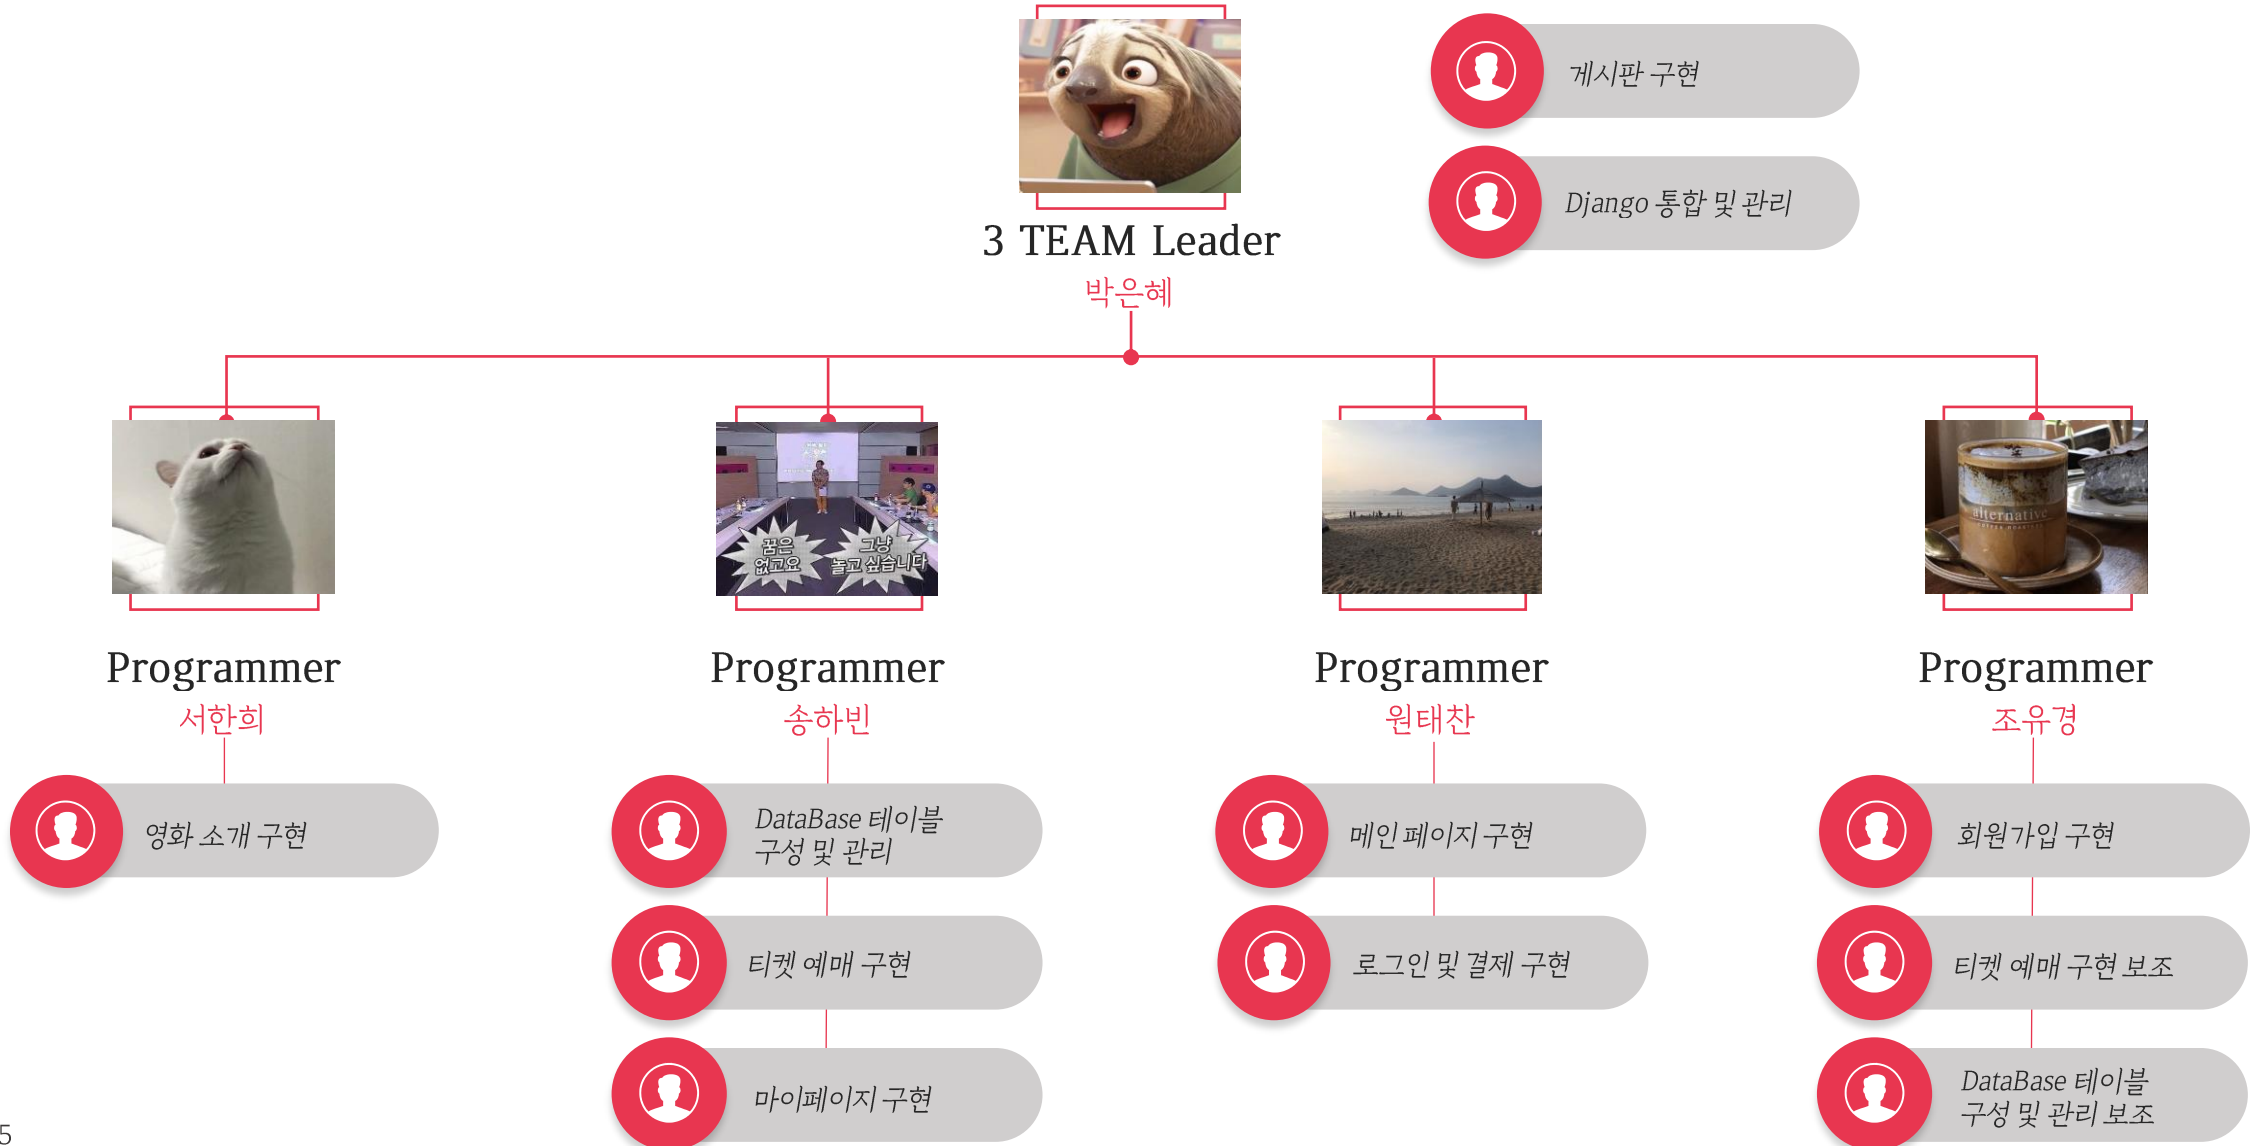 게시판 구현
Django 통합 및 관리
3 TEAM Leader
박은혜
꿈은
없고요
그냥
놀고 싶습니다
alternative
Programmer
서한희
영화 소개 구현
Programmer
송하빈
DataBase 테이블
구성 및 관리
티켓 예매 구현
마이페이지 구현
Programmer
원태찬
메인 페이지 구현
로그인 및 결제 구현
Programmer
조유경
회원가입 구현
티켓 예매 구현 보조
DataBase 테이블
구성 및 관리 보조
5